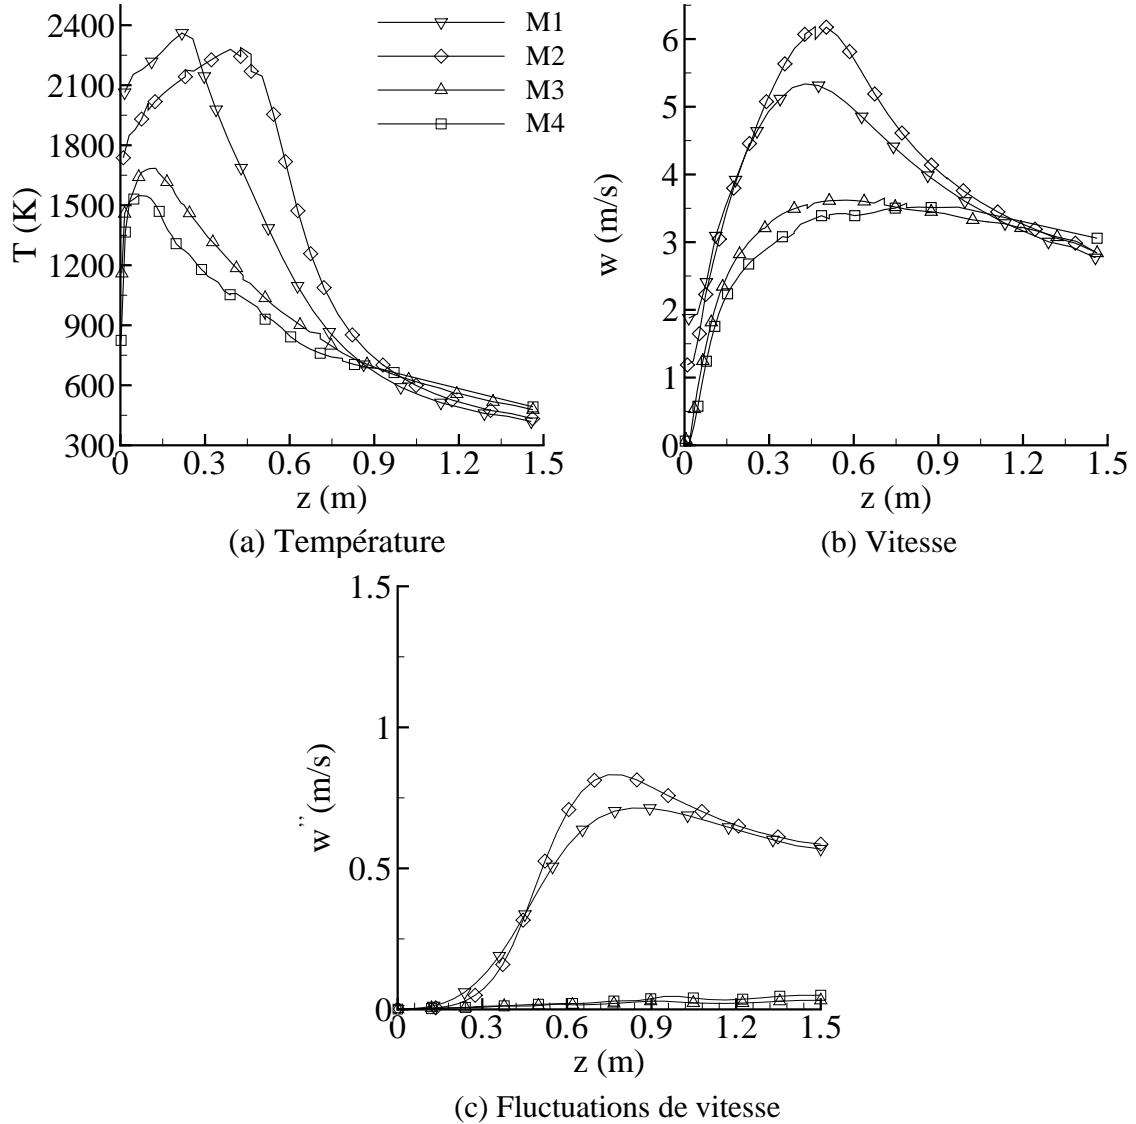 2400
2100
1800
1500
1200
900
600
300
T (K)
0
0.3
0.6
0.9
1.2
1.5
z (m)
(a) Température
M1
M2
M3
M4
6
5
4
3
2
1
0
w (m/s)
0
0.3
0.6
0.9
1.2
1.5
z (m)
(b) Vitesse
1.5
1
0.5
0
w'' (m/s)
0
0.3
0.6
0.9
1.2
1.5
z (m)
(c) Fluctuations de vitesse